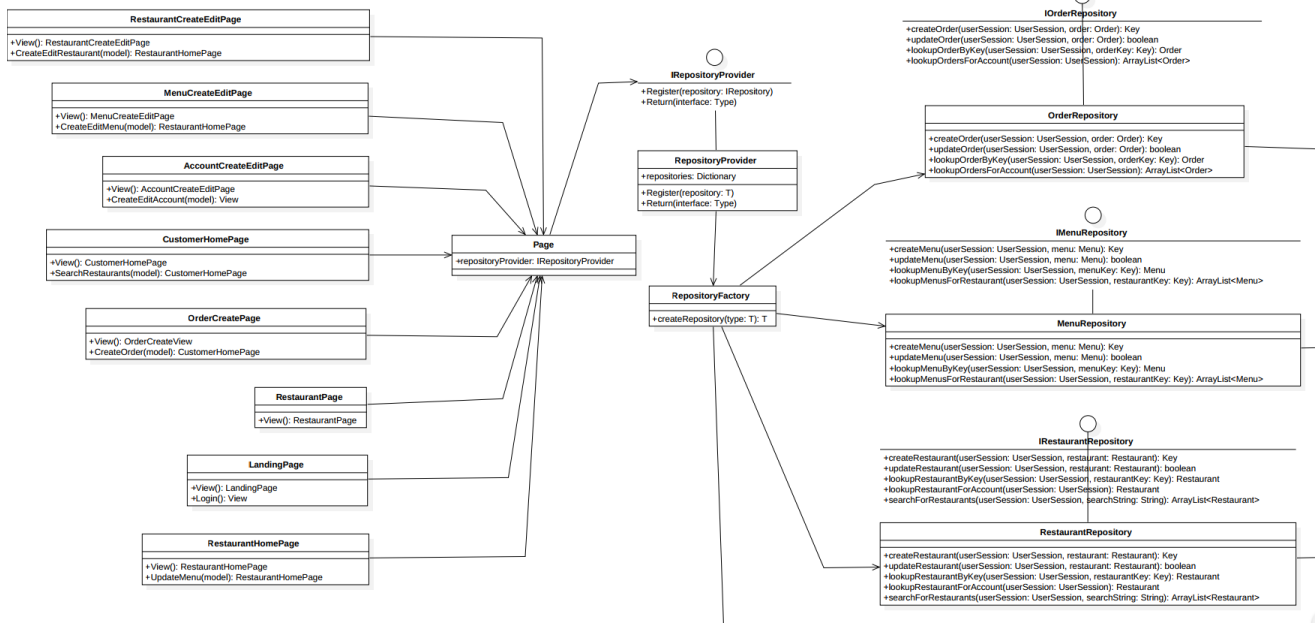 RestaurantCreateEditPage
+View(): RestaurantCreateEditPage
+CreateEditRestaurant(model): RestaurantHomePage
MenuCreateEditPage
+View(): MenuCreateEditPage
+CreateEditMenu(model): RestaurantHomePage
AccountCreateEditPage
+View(): AccountCreateEditPage
+CreateEditAccount(model): View
CustomerHomePage
+View(): CustomerHomePage
+SearchRestaurants(model): CustomerHomePage
OrderCreatePage
+View(): OrderCreateView
+CreateOrder(model): CustomerHomePage
RestaurantPage
+View(): RestaurantPage
LandingPage
+View(): LandingPage
+Login(): View
RestaurantHomePage
+View(): RestaurantHomePage
+UpdateMenu(model): RestaurantHomePage
Page
+repositoryProvider: IRepositoryProvider
IRepositoryProvider
+Register(repository: IRepository)
+Return(interface: Type)
RepositoryProvider
+repositories: Dictionary
+Register(repository: T)
+Return(interface: Type)
RepositoryFactory
+createRepository(type: T): T
IOrderRepository
+createOrder(userSession: UserSession, order: Order): Key
+updateOrder(userSession: UserSession, order: Order): boolean
+lookupOrderByKey(userSession: UserSession, orderKey: Key): Order
+lookupOrdersForAccount(userSession: UserSession): ArrayList<Order>
OrderRepository
+createOrder(userSession: UserSession, order: Order): Key
+updateOrder(userSession: UserSession, order: Order): boolean
+lookupOrderByKey(userSession: UserSession, orderKey: Key): Order
+lookupOrdersForAccount(userSession: UserSession): ArrayList<Order>
IMenuRepository
+createMenu(userSession: UserSession, menu: Menu): Key
+updateMenu(userSession: UserSession, menu: Menu): boolean
+lookupMenuByKey(userSession: UserSession, menuKey: Key): Menu
+lookupMenusForRestaurant(userSession: UserSession, restaurantKey: Key): ArrayList<Menu>
MenuRepository
+createMenu(userSession: UserSession, menu: Menu): Key
+updateMenu(userSession: UserSession, menu: Menu): boolean
+lookupMenuByKey(userSession: UserSession, menuKey: Key): Menu
+lookupMenusForRestaurant(userSession: UserSession, restaurantKey: Key): ArrayList<Menu>
IRestaurantRepository
+createRestaurant(userSession: UserSession, restaurant: Restaurant): Key
+updateRestaurant(userSession: UserSession, restaurant: Restaurant): boolean
+lookupRestaurantByKey(userSession: UserSession, restaurantKey: Key): Restaurant
+lookupRestaurantForAccount(userSession: UserSession): Restaurant
+searchForRestaurants(userSession: UserSession, searchString: String): ArrayList<Restaurant>
RestaurantRepository
+createRestaurant(userSession: UserSession, restaurant: Restaurant): Key
+updateRestaurant(userSession: UserSession, restaurant: Restaurant): boolean
+lookupRestaurantByKey(userSession: UserSession, restaurantKey: Key): Restaurant
+lookupRestaurantForAccount(userSession: UserSession): Restaurant
+searchForRestaurants(userSession: UserSession, searchString: String): ArrayList<Restaurant>